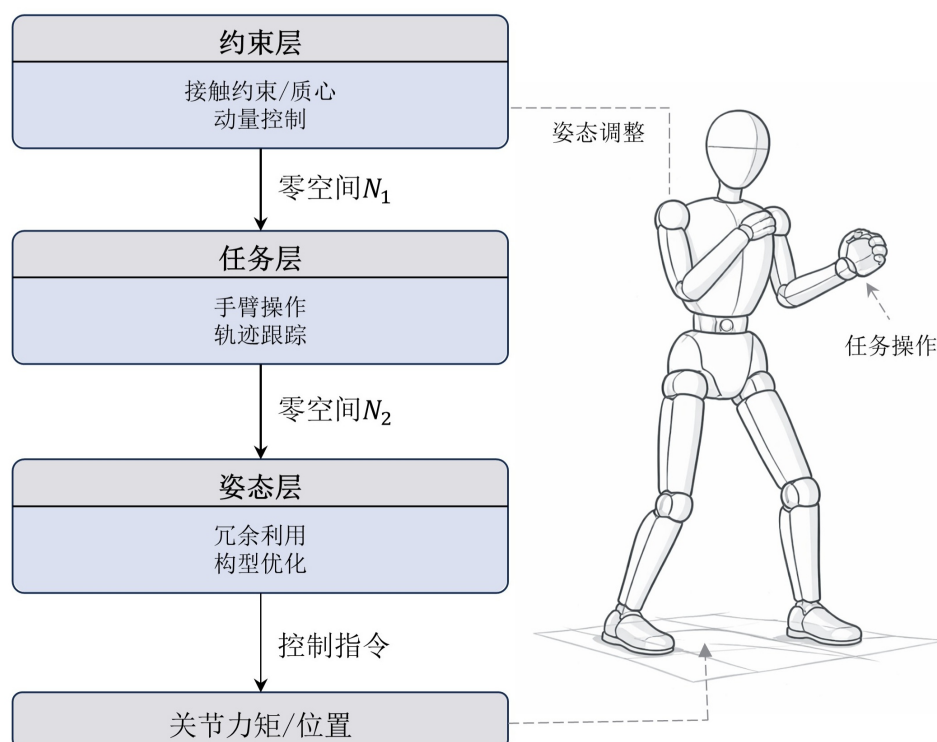 约束层
接触约束/质心
动量控制
零空间N₁
任务层
手臂操作
轨迹跟踪
零空间N₂
姿态层
冗余利用
构型优化
控制指令
关节力矩/位置
姿态调整
任务操作